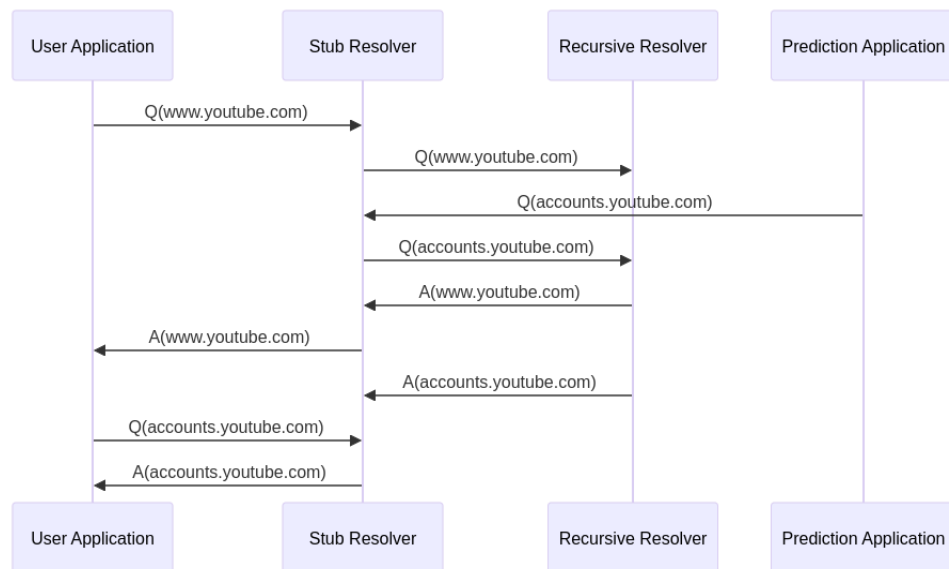 User Application
Stub Resolver
Recursive Resolver
Prediction Application
Q(www.youtube.com)
Q(www.youtube.com)
Q(accounts.youtube.com)
Q(accounts.youtube.com)
A(www.youtube.com)
A(www.youtube.com)
A(accounts.youtube.com)
Q(accounts.youtube.com)
A(accounts.youtube.com)
User Application
Stub Resolver
Recursive Resolver
Prediction Application